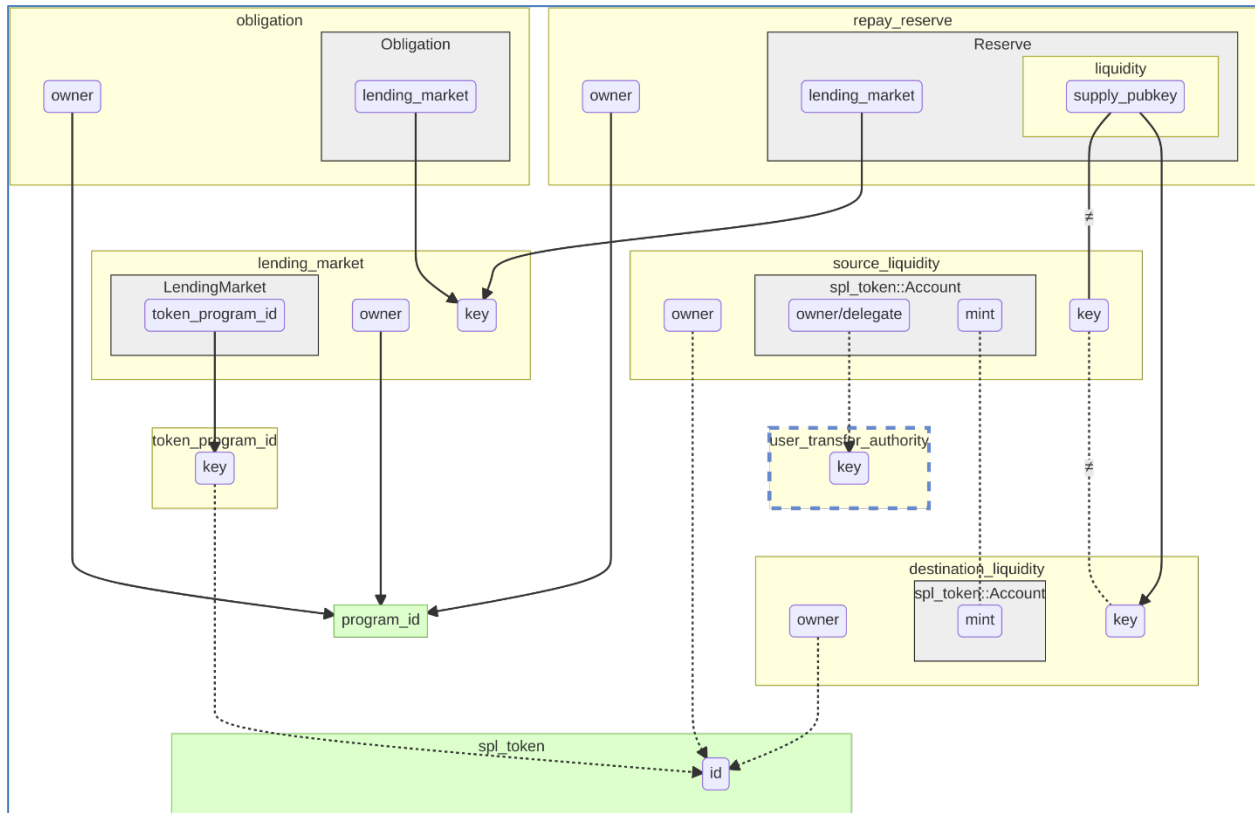 obligation
repay_reserve
Obligation
Reserve
liquidity
owner
lending_market
owner
lending_market
supply_pubkey
≠
lending_market
source_liquidity
LendingMarket
spl_token::Account
token_program_id
owner
key
owner
owner/delegate
mint
key
token_program_id
user_transfer_authority
key
key
≠
destination_liquidity
spl_token::Account
program_id
owner
mint
key
spl_token
id